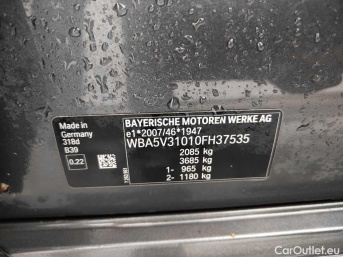 BAYERISCHE MOTOREN WERKE AG
e1*2007/46*1947
WBA5V31010FH37535
2085 kg
3685 kg
1- 965 kg
2- 1180 kg
Made in
Germany
318d
B39
0.22
CarOutlet.eu